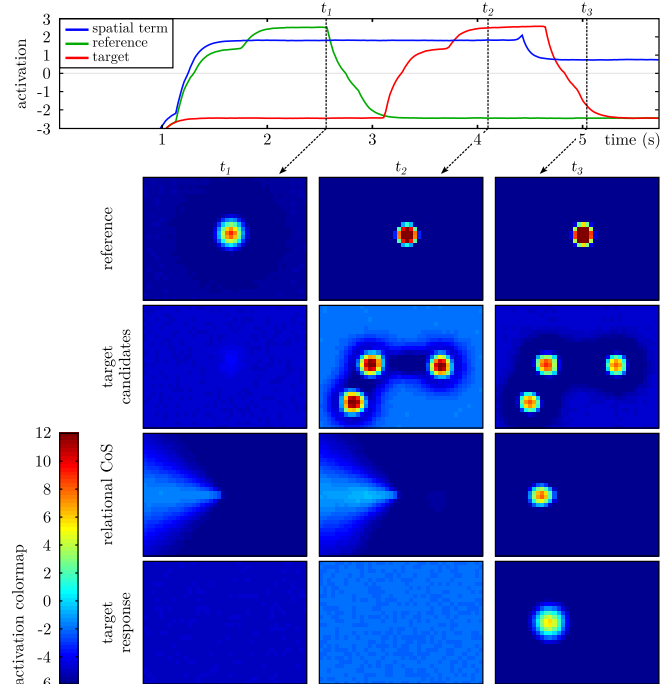 t1
t2
t3
3
2
1
0
-1
-2
-3
activation
spatial term
reference
target
1
2
3
4
5
time (s)
t1
t2
t3
reference
target
candidates
relational CoS
target
response
activation colormap
12
10
8
6
4
2
0
-2
-4
6